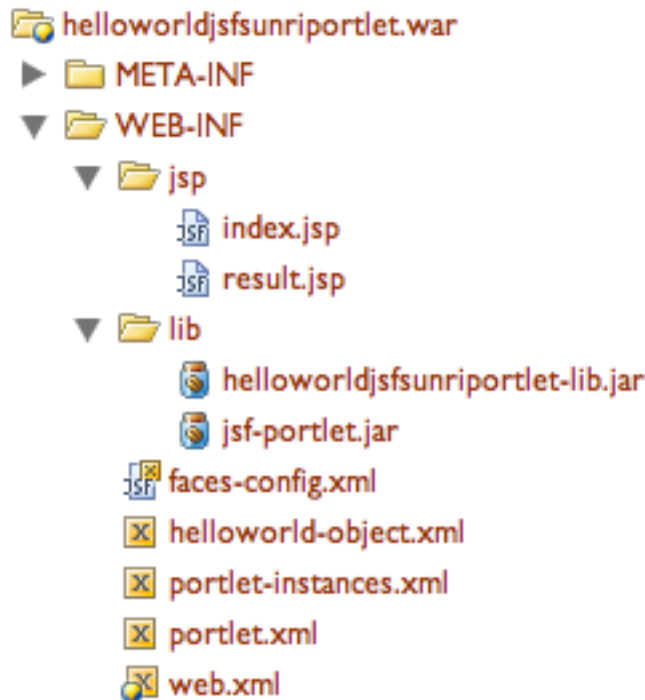 helloworldjsfsunriportlet.war
META-INF
WEB-INF
jsp
index.jsp
result.jsp
lib
helloworldjsfsunriportlet-lib.jar
jsf-portlet.jar
faces-config.xml
helloworld-object.xml
portlet-instances.xml
portlet.xml
web.xml